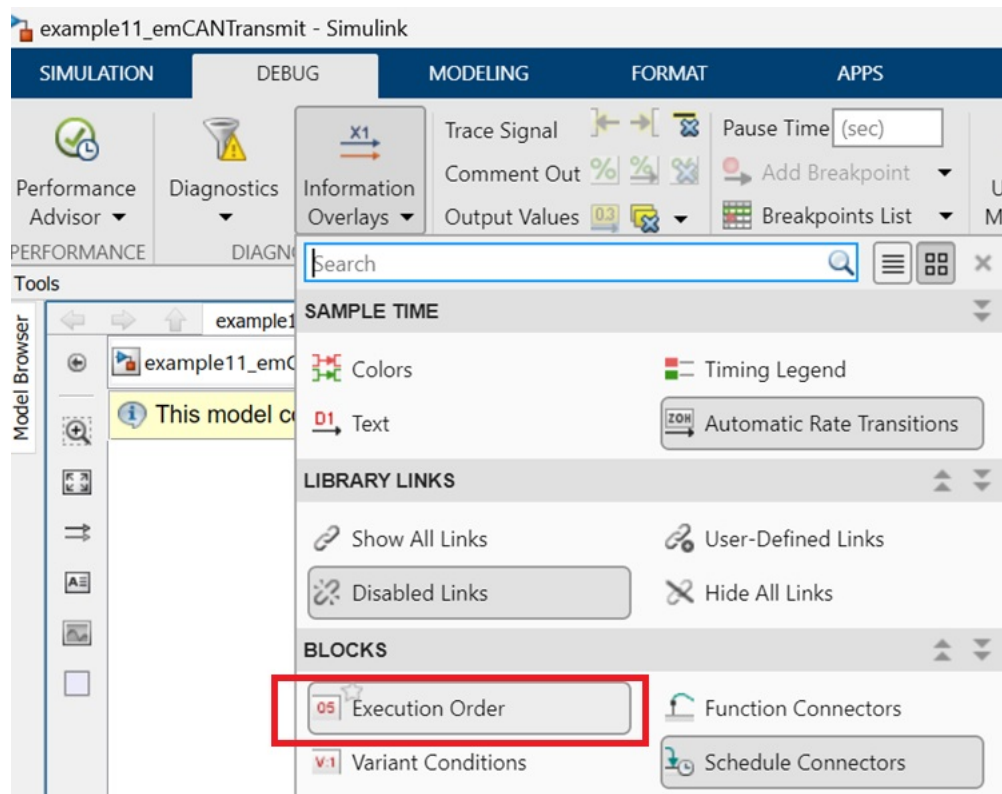 example11_emCANTransmit - Simulink
SIMULATION DEBUG MODELING FORMAT APPS
Performance Advisor
Diagnostics
X1
Information Overlays
Trace Signal
Comment Out
Output Values 0.3
Pause Time (sec)
Add Breakpoint
Breakpoints List
U
M
PERFORMANCE DIAGN
Tools
Search
Model Browser
example1
example11_emC
This model co
SAMPLE TIME
Colors Timing Legend
D1 Text ZOH Automatic Rate Transitions
LIBRARY LINKS
Show All Links User-Defined Links
Disabled Links Hide All Links
BLOCKS
05 Execution Order Function Connectors
V:1 Variant Conditions Schedule Connectors